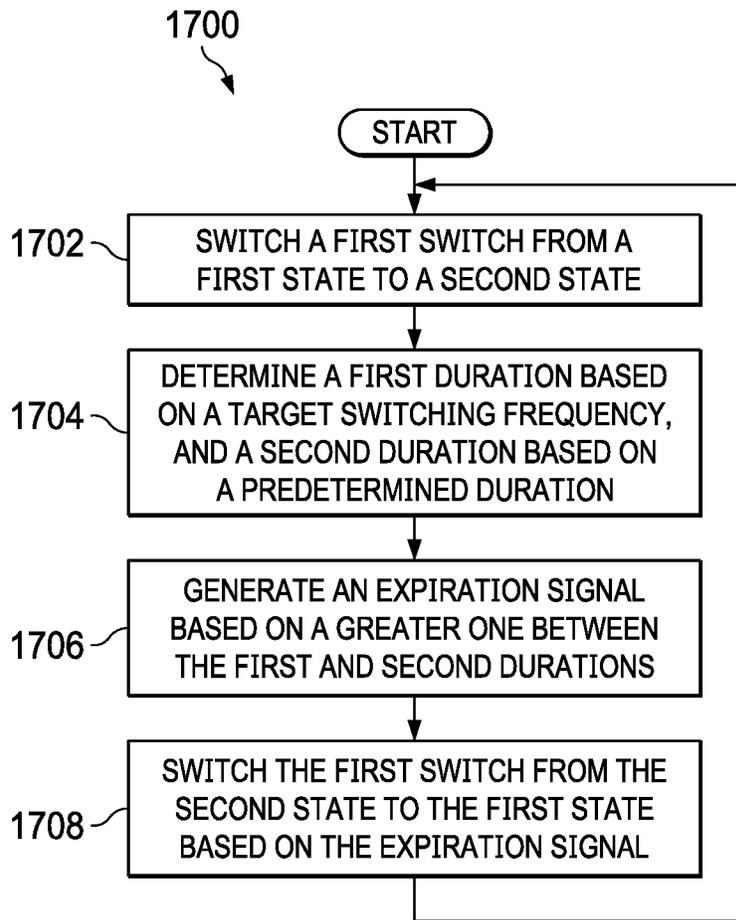 1700
START
1702
SWITCH A FIRST SWITCH FROM A
FIRST STATE TO A SECOND STATE
1704
DETERMINE A FIRST DURATION BASED
ON A TARGET SWITCHING FREQUENCY,
AND A SECOND DURATION BASED ON
A PREDETERMINED DURATION
1706
GENERATE AN EXPIRATION SIGNAL
BASED ON A GREATER ONE BETWEEN
THE FIRST AND SECOND DURATIONS
1708
SWITCH THE FIRST SWITCH FROM THE
SECOND STATE TO THE FIRST STATE
BASED ON THE EXPIRATION SIGNAL